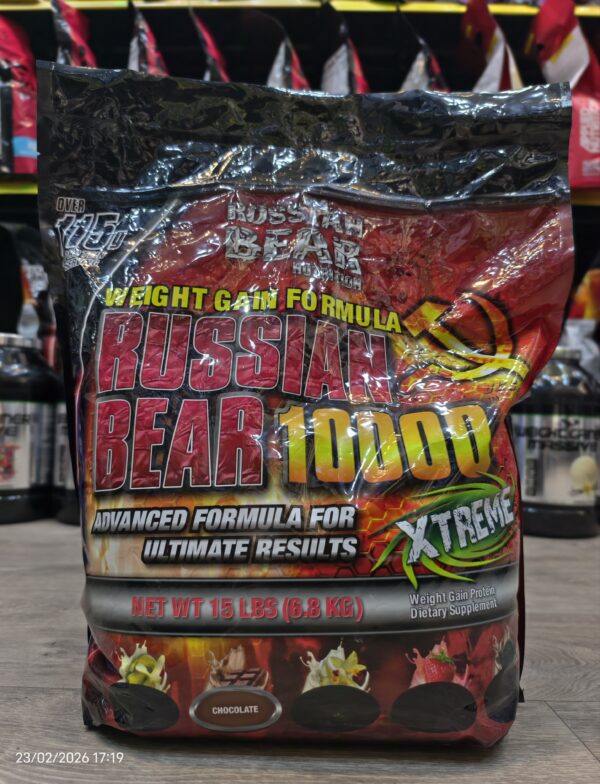 OVER
RUSSIAN
BEAR
NUTRITION
WEIGHT GAIN FORMULA
RUSSIAN
BEAR 10000
XTREME
ADVANCED FORMULA FOR
ULTIMATE RESULTS
NET WT 15 LBS (6.8 KG)
Weight Gain Protein
Dietary Supplement
CHOCOLATE
23/02/2026 17:19